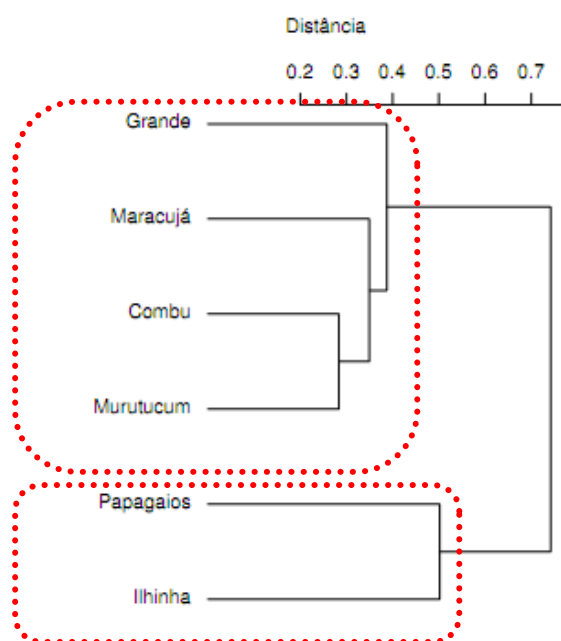 Distância
0.2 0.3 0.4 0.5 0.6 0.7
Grande
Maracujá
Combu
Murutucum
Papagaios
Ilhinha